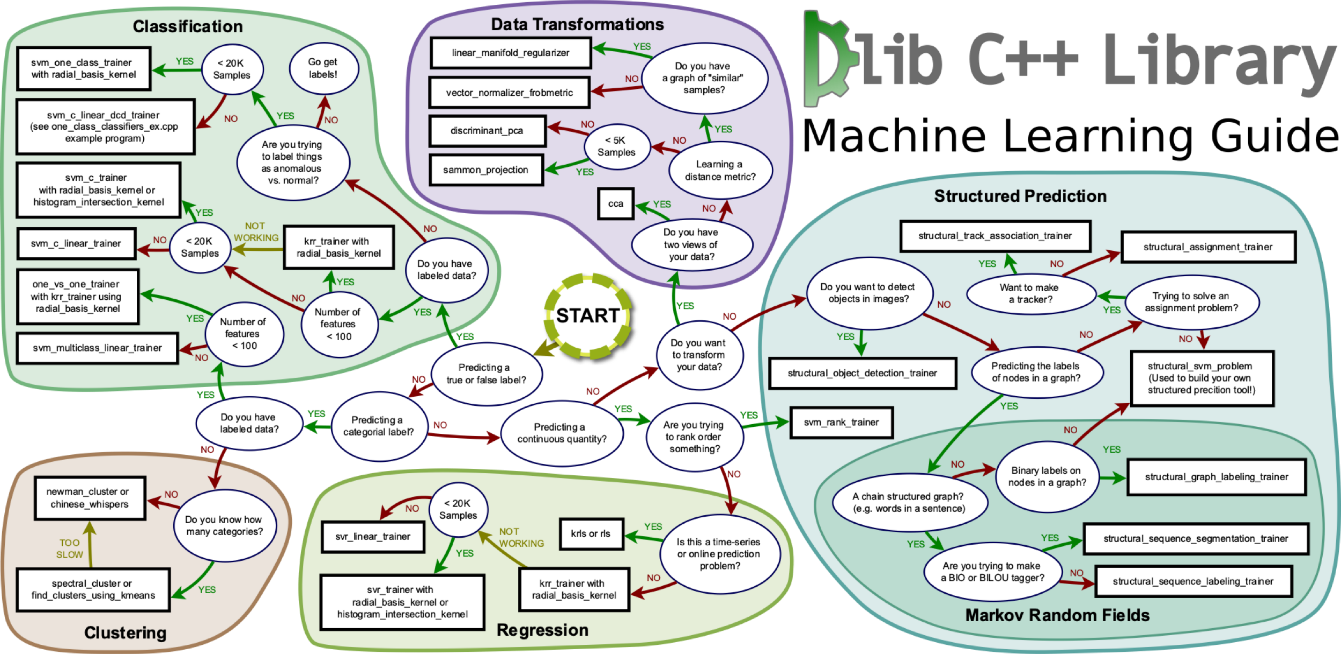 Dlib C++ Library
Machine Learning Guide
Classification
svm_one_class_trainer
with radial_basis_kernel
YES
< 20K
Samples
Go get
labels!
NO
svm_c_linear_dcd_trainer
(see one_class_classifiers_ex.cpp
example program)
YES
NO
Are you trying
to label things
as anomalous
vs. normal?
svm_c_trainer
with radial_basis_kernel or
histogram_intersection_kernel
YES
NOT
WORKING
NO
svm_c_linear_trainer
NO
< 20K
Samples
krr_trainer with
radial_basis_kernel
Do you have
labeled data?
one_vs_one_trainer
with krr_trainer using
radial_basis_kernel
YES
YES
NO
YES
Number of
features
< 100
Number of
features
< 100
YES
svm_multiclass_linear_trainer
NO
YES
Data Transformations
linear_manifold_regularizer
YES
Do you have
a graph of "similar"
samples?
vector_normalizer_frobmetric
NO
discriminant_pca
NO
< 5K
Samples
NO
YES
sammon_projection
YES
Learning a
distance metric?
cca
YES
NO
Do you have
two views of
your data?
YES
START
Predicting a
true or false label?
YES
NO
Do you want
to transform
your data?
NO
NO
Do you have
labeled data?
YES
Predicting a
categorial label?
NO
Predicting a
continuous quantity?
YES
Are you trying
to rank order
something?
YES
svm_rank_trainer
NO
NO
Structured Prediction
structural_track_association_trainer
structural_assignment_trainer
YES
NO
Do you want to detect
objects in images?
Want to make
a tracker?
Trying to solve an
assignment problem?
YES
NO
YES
NO
NO
structural_object_detection_trainer
Predicting the labels
of nodes in a graph?
structural_svm_problem
(Used to build your own
structured precition tool!)
YES
NO
A chain structured graph?
(e.g. words in a sentence)
NO
Binary labels on
nodes in a graph?
YES
structural_graph_labeling_trainer
YES
Are you trying to make
a BIO or BILOU tagger?
YES
structural_sequence_segmentation_trainer
NO
structural_sequence_labeling_trainer
Markov Random Fields
newman_cluster or
chinese_whispers
NO
Do you know how
many categories?
TOO
SLOW
YES
spectral_cluster or
find_clusters_using_kmeans
Clustering
< 20K
Samples
NO
svr_linear_trainer
YES
NOT
WORKING
krls or rls
YES
Is this a time-series
or online prediction
problem?
NO
svr_trainer with
radial_basis_kernel or
histogram_intersection_kernel
krr_trainer with
radial_basis_kernel
Regression